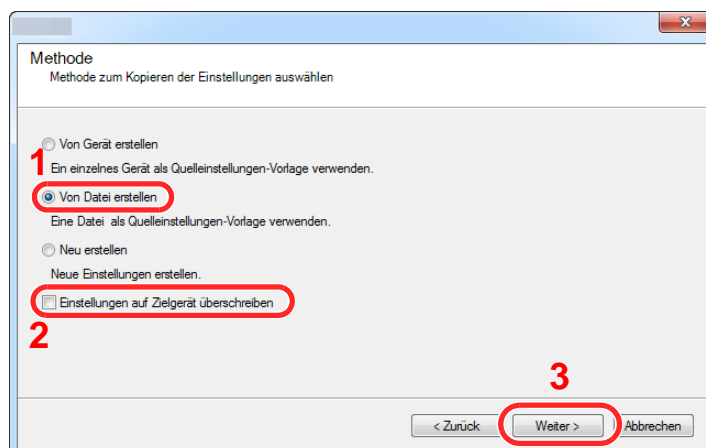 Methode
Methode zum Kopieren der Einstellungen auswählen
Von Gerät erstellen
1
Ein einzelnes Gerät als Quelleinstellungen-Vorlage verwenden.
Von Datei erstellen
Eine Datei als Quelleinstellungen-Vorlage verwenden.
Neu erstellen
Neue Einstellungen erstellen.
Einstellungen auf Zielgerät überschreiben
2
3
< Zurück Weiter > Abbrechen